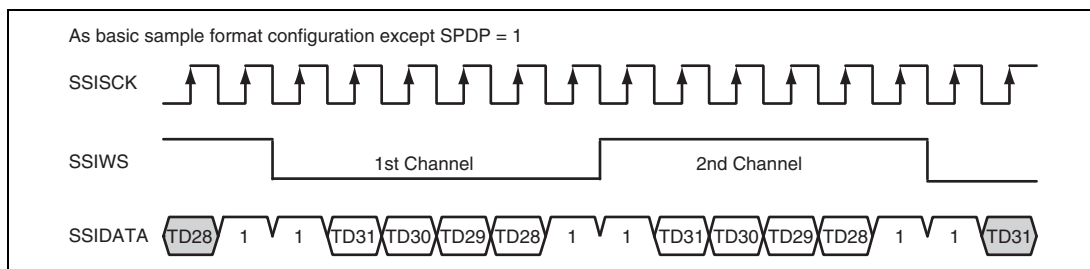 As basic sample format configuration except SPDP = 1
SSISCK
SSIWS 1st Channel 2nd Channel
SSIDATA TD28 1 1 TD31 TD30 TD29 TD28 1 1 TD31 TD30 TD29 TD28 1 1 TD31